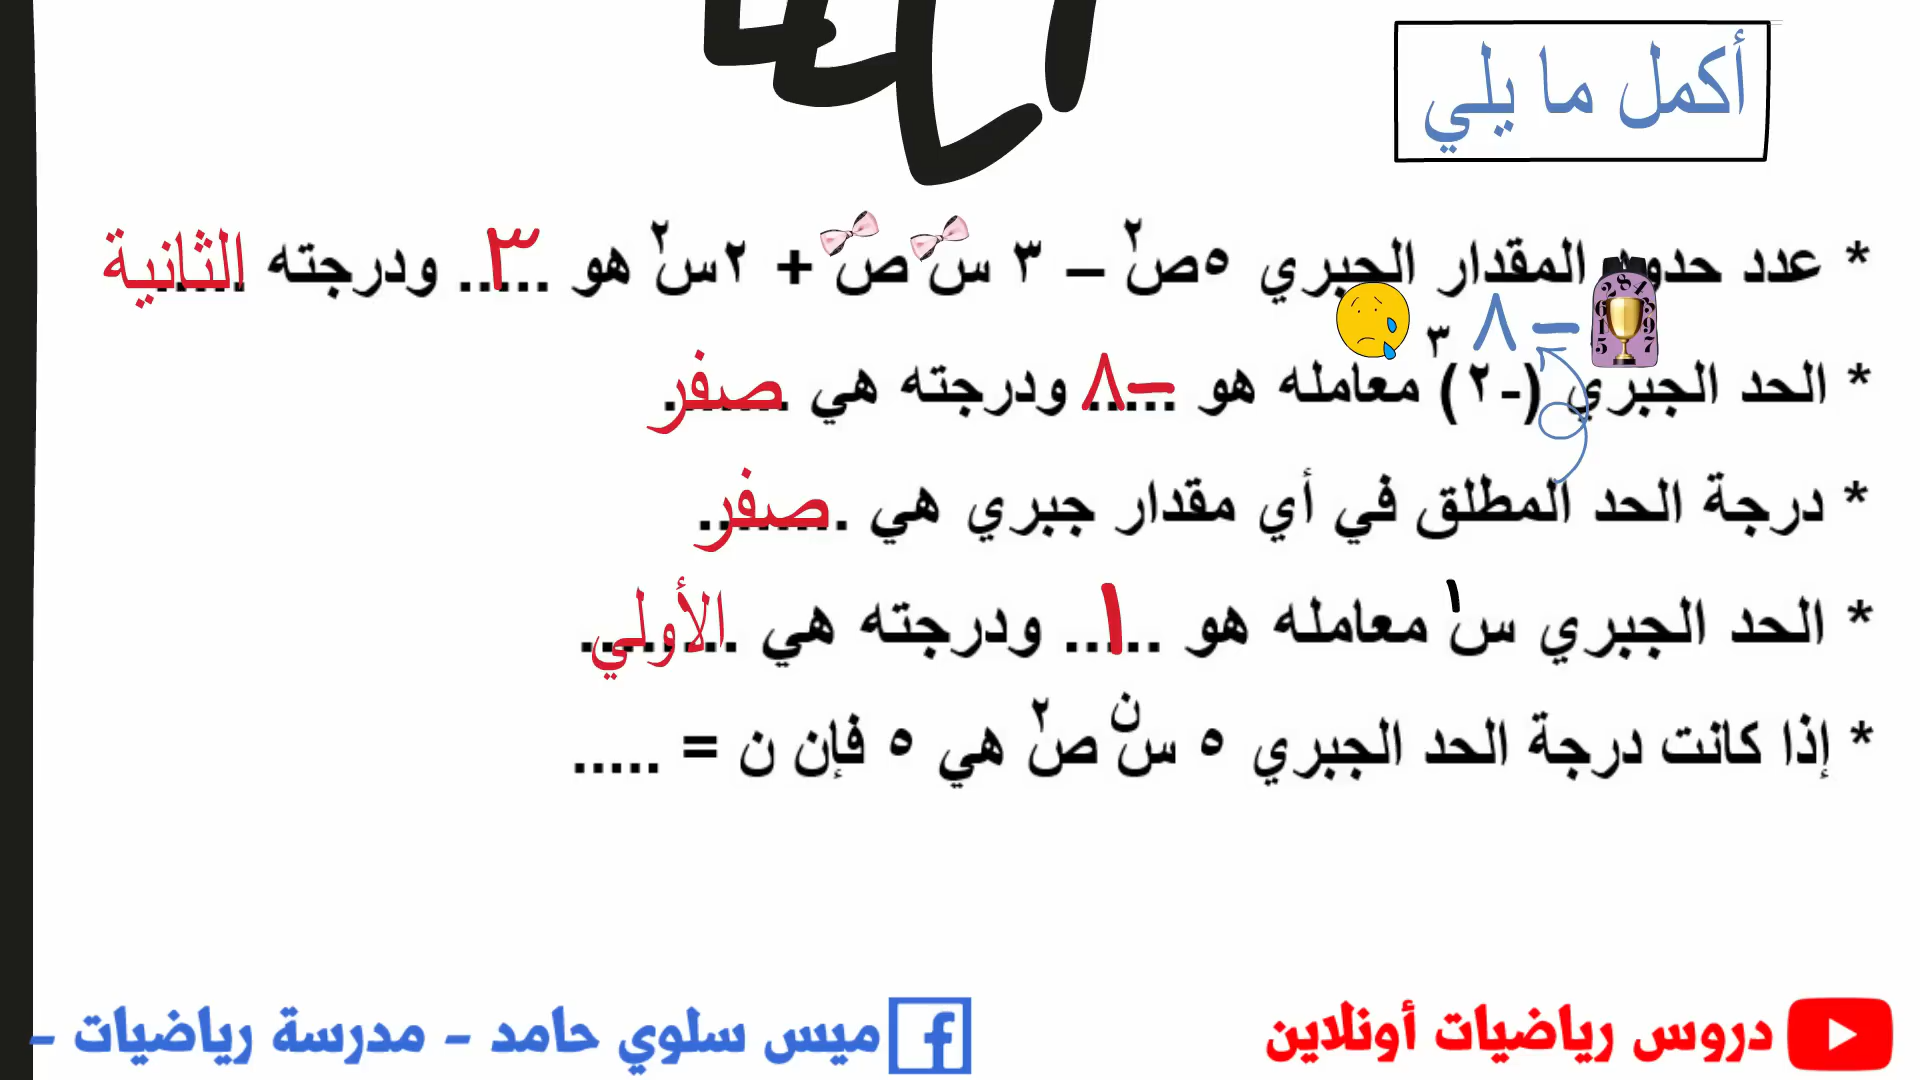 أكمل ما يلي
* عدد حدود المقدار الجبري ٥ص٢ – ٣ س ص + ٢س٢ هو ..٣... ودرجته الثانية
٨ –
* الحد الجبري (-٢)٣ معامله هو –٨ ودرجته هي صفر
* درجة الحد المطلق في أي مقدار جبري هي صفر
* الحد الجبري س١ معامله هو ..١.. ودرجته هي الأولي
* إذا كانت درجة الحد الجبري ٥ سن ص٢ هي ٥ فإن ن = .....
دروس رياضيات أونلاين
ميس سلوي حامد – مدرسة رياضيات –